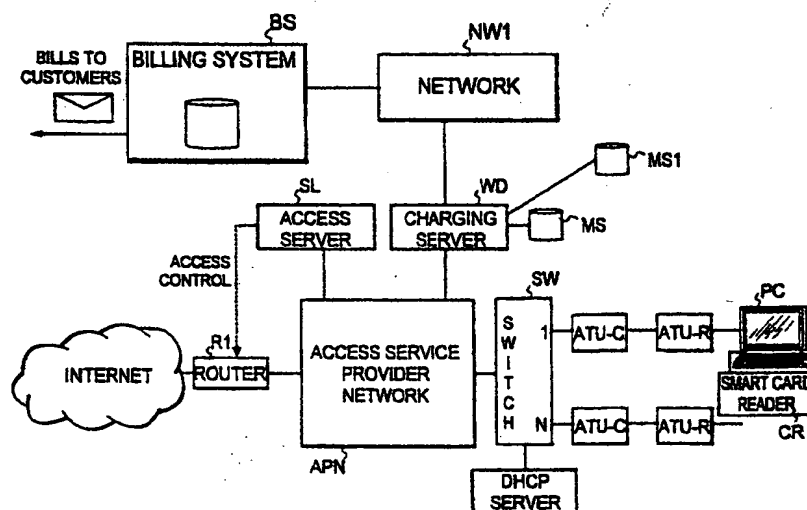 BS
BILLS TO
CUSTOMERS
BILLING SYSTEM
NW1
NETWORK
MS1
SL
WD
ACCESS
SERVER
CHARGING
SERVER
MS
ACCESS
CONTROL
SW
PC
R1
INTERNET
ROUTER
ACCESS SERVICE
PROVIDER
NETWORK
SWITCH
1
ATU-C
ATU-R
SMART CARD
READER
N
ATU-C
ATU-R
CR
APN
DHCP
SERVER